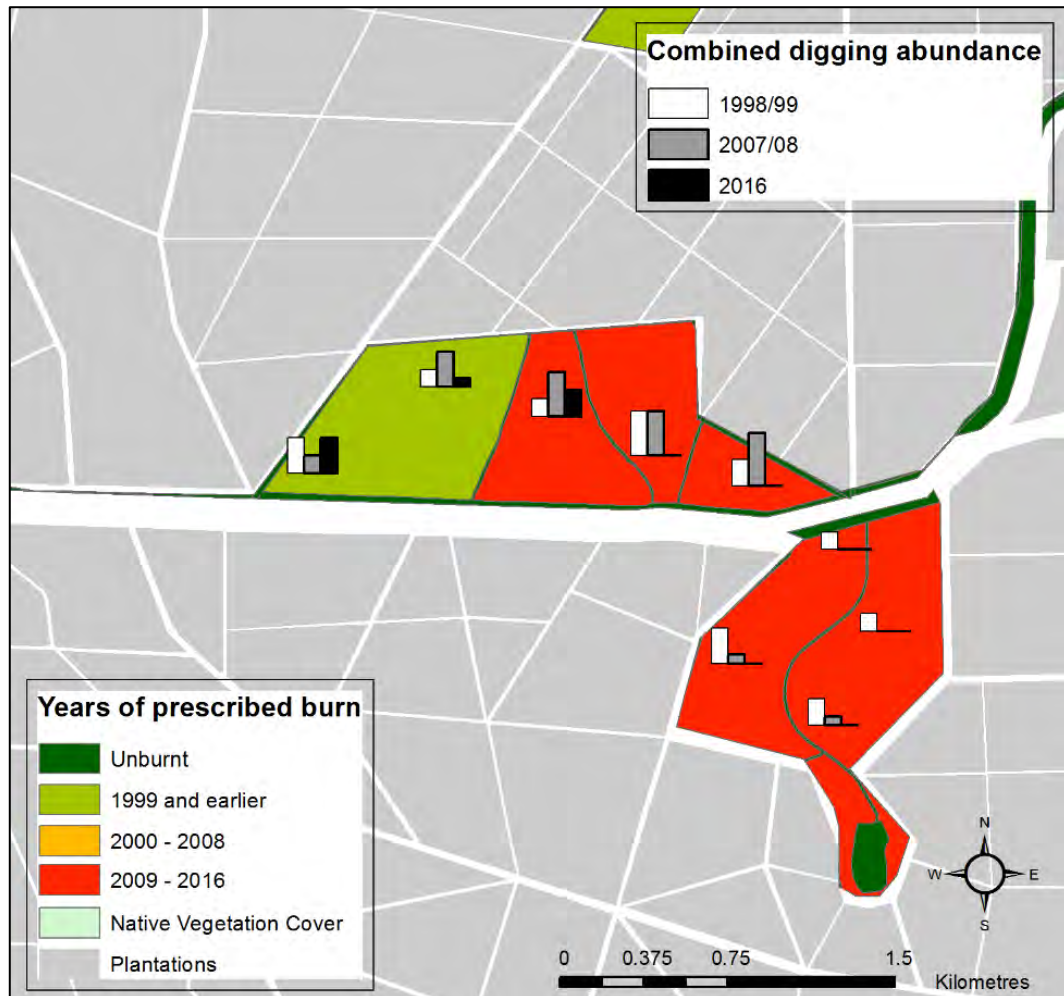 Combined digging abundance
1998/99
2007/08
2016
Years of prescribed burn
Unburnt
1999 and earlier
2000 - 2008
2009 - 2016
Native Vegetation Cover
Plantations
N
W E
S
0 0.375 0.75 1.5
Kilometres